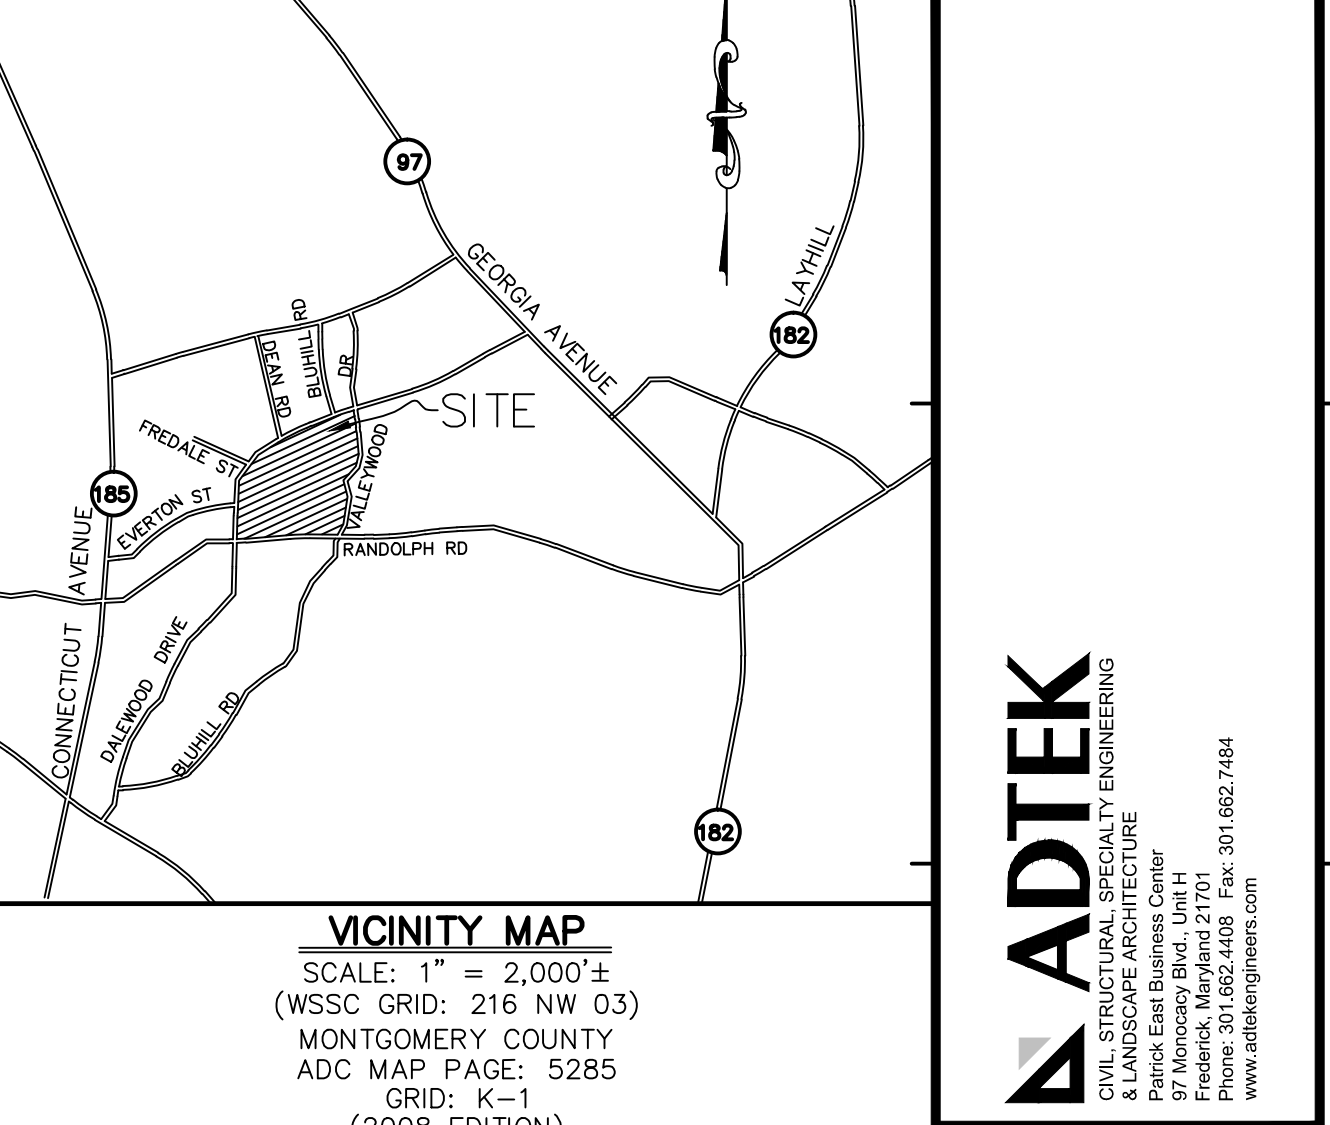 97
GEORGIA AVENUE
LAYHILL
182
BLUHILL RD
DEAN RD
DR
SITE
FREDALE ST
VALLEYWOOD
185
EVERTON ST
RANDOLPH RD
CONNECTICUT AVENUE
DALEWOOD DRIVE
BLUHILL RD
182
VICINITY MAP
SCALE: 1" = 2,000'±
(WSSC GRID: 216 NW 03)
MONTGOMERY COUNTY
ADC MAP PAGE: 5285
GRID: K-1
(2008 EDITION)
ADTEK
CIVIL, STRUCTURAL, SPECIALTY ENGINEERING
& LANDSCAPE ARCHITECTURE
Patrick East Business Center
97 Monocacy Blvd., Unit H
Frederick, Maryland 21701
Phone: 301.662.4408 Fax: 301.662.7484
www.adtekengineers.com